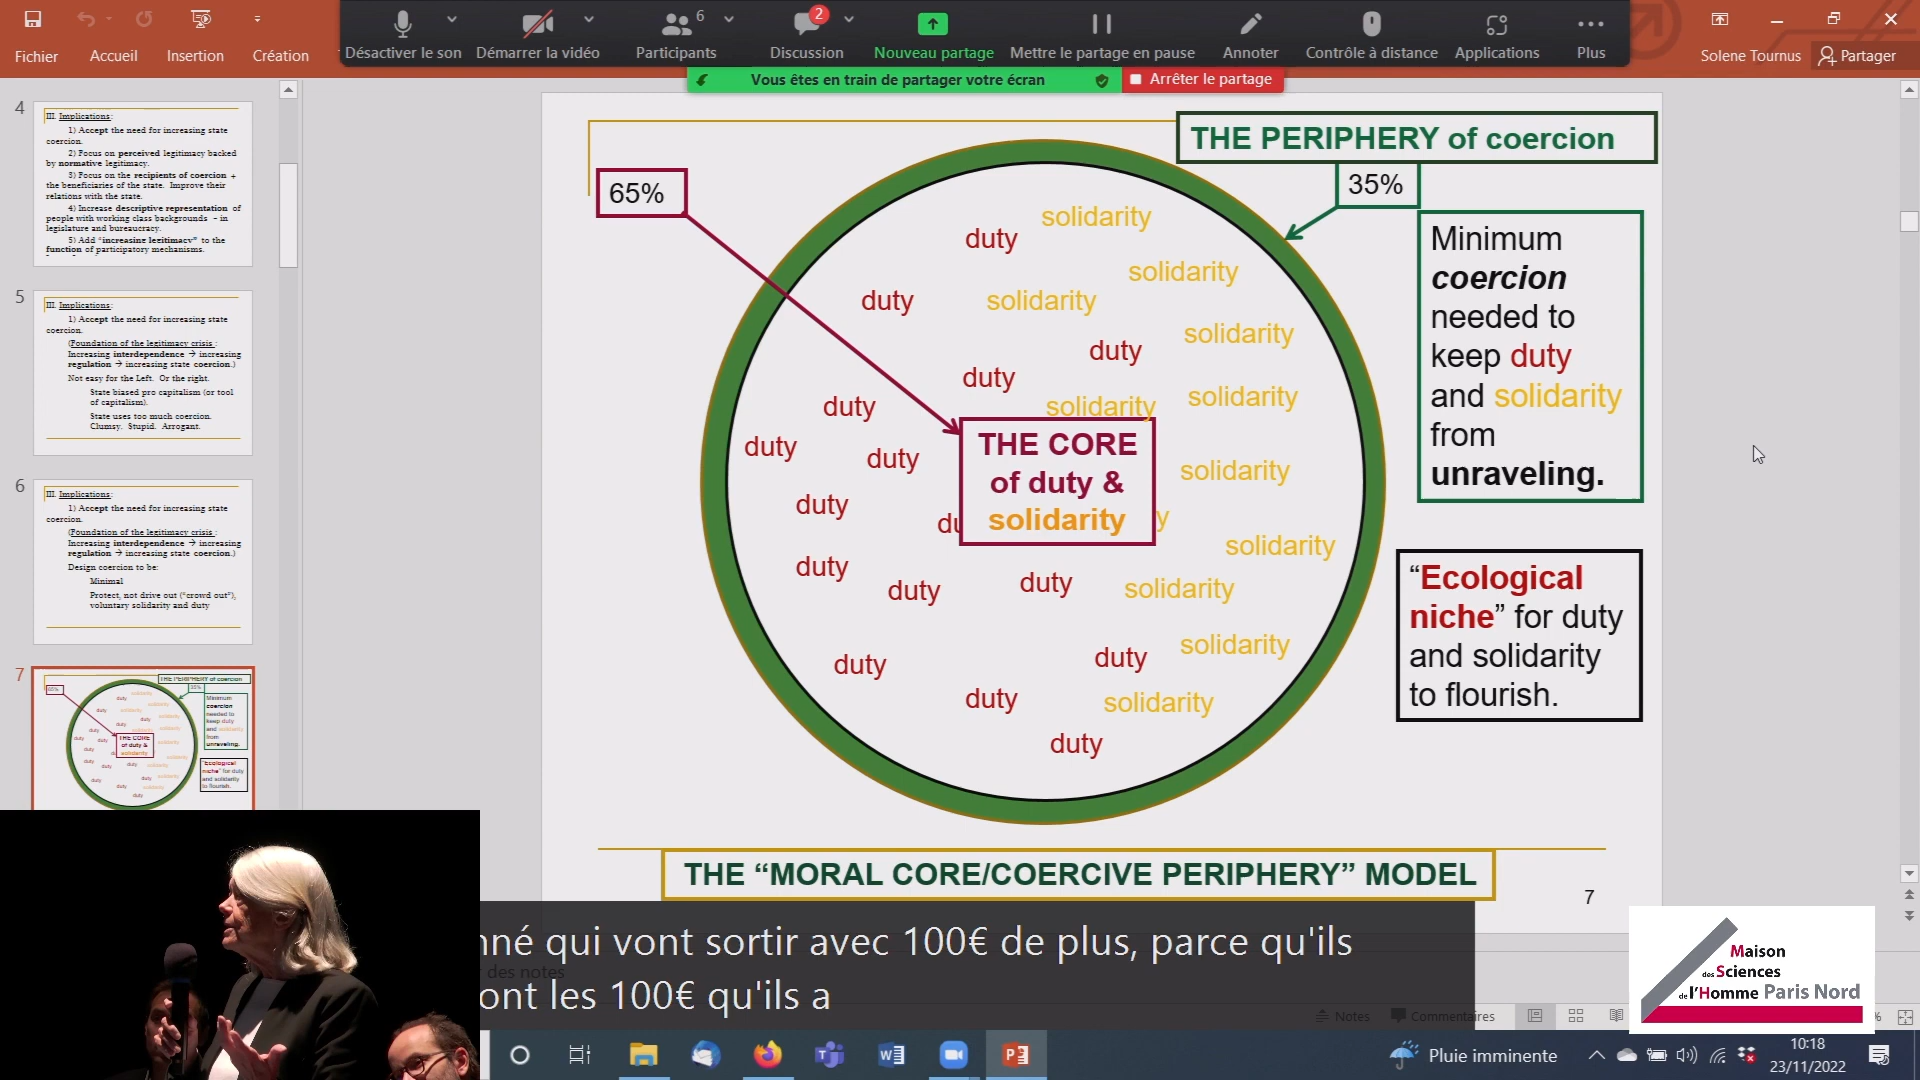 Fichier
Accueil
Insertion
Création
Désactiver le son
Démarrer la vidéo
6
Participants
2
Discussion
Nouveau partage
Mettre le partage en pause
Annoter
Contrôle à distance
Applications
Plus
Solene Tournus
Partager
Vous êtes en train de partager votre écran
Arrêter le partage
4
III. Implications:
1) Accept the need for increasing state
coercion.
2) Focus on perceived legitimacy backed
by normative legitimacy.
3) Focus on the recipients of coercion +
the beneficiaries of the state. Improve their
relations with the state.
4) Increase descriptive representation of
people with working class backgrounds - in
legislature and bureaucracy.
5) Add "increasing legitimacy" to the
function of participatory mechanisms.
5
III. Implications:
1) Accept the need for increasing state
coercion.
(Foundation of the legitimacy crisis:
Increasing interdependence → increasing
regulation → increasing state coercion.)
Not easy for the Left. Or the right.
State biased pro capitalism (or tool
of capitalism).
State uses too much coercion.
Clumsy. Stupid. Arrogant.
6
III. Implications:
1) Accept the need for increasing state
coercion.
(Foundation of the legitimacy crisis:
Increasing interdependence → increasing
regulation → increasing state coercion.)
Design coercion to be:
Minimal
Protect, not drive out ("crowd out"),
voluntary solidarity and duty
7
THE PERIPHERY of coercion
65%
35%
solidarity
duty
solidarity
duty
solidarity
solidarity
duty
duty
solidarity
duty
solidarity
duty
duty
THE CORE
of duty &
solidarity
solidarity
duty
du
y
solidarity
duty
duty
duty
solidarity
solidarity
duty
duty
duty
solidarity
duty
Minimum
coercion
needed to
keep duty
and solidarity
from
unraveling.
“Ecological
niche” for duty
and solidarity
to flourish.
THE “MORAL CORE/COERCIVE PERIPHERY” MODEL
7
nné qui vont sortir avec 100€ de plus, parce qu'ils
ont les 100€ qu'ils a
des notes
Notes
Commentaires
%
Maison
des Sciences
de l'Homme Paris Nord
Pluie imminente
10:18
23/11/2022